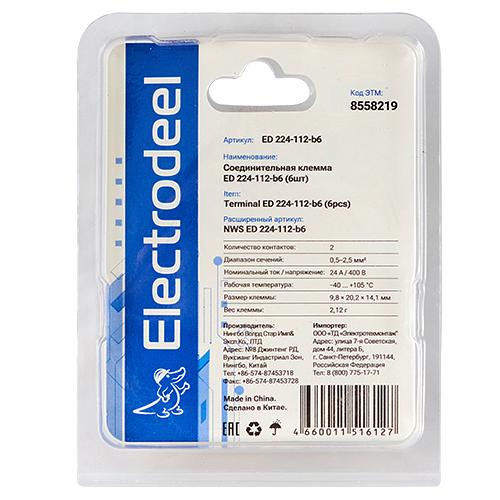 Electrodeel
Код ЭТМ:
8558219
Артикул: ED 224-112-b6
Наименование:
Соединительная клемма
ED 224-112-b6 (6шт)
Item:
Terminal ED 224-112-b6 (6pcs)
Расширенный артикул:
NWS ED 224-112-b6
Количество контактов: 2
Диапазон сечений: 0,5-2,5 мм²
Номинальный ток / напряжение: 24 А / 400 В
Рабочая температура: -40 ... +105 °C
Размер клеммы: 9,8 × 20,2 × 14,1 мм
Вес клеммы: 2,12 г
Производитель:
Нингбо Ворлд Стар Имп&
Эксп.Ко., ЛТД
Адрес: №8 Джинтенг РД,
Вуксианг Индастриал Зон,
Нингбо, Китай
Тел: +86-574-87453718
Факс: +86-574-87453728
Импортер:
ООО «ТД «Электротехмонтаж»
Адрес: улица 7-я Советская,
дом 44, литера Б,
г. Санкт-Петербург, 191144,
Российская Федерация
Тел: 8 (800) 775-17-71
Made in China.
Сделано в Китае.
EAC
4 660011 516127